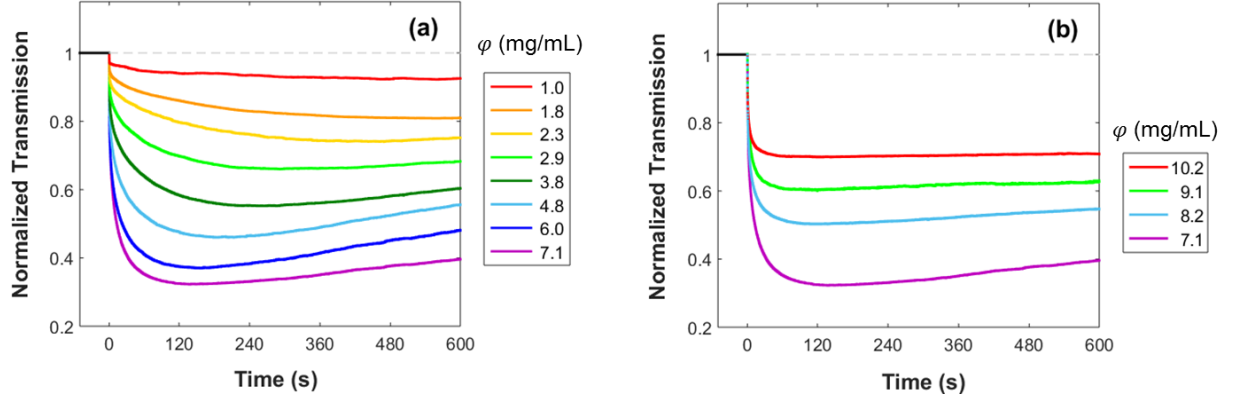 (a)
φ (mg/mL)
1.0
1.8
2.3
2.9
3.8
4.8
6.0
7.1
Normalized Transmission
1
0.8
0.6
0.4
0.2
0 120 240 360 480 600
Time (s)
(b)
φ (mg/mL)
10.2
9.1
8.2
7.1
Normalized Transmission
1
0.8
0.6
0.4
0.2
0 120 240 360 480 600
Time (s)